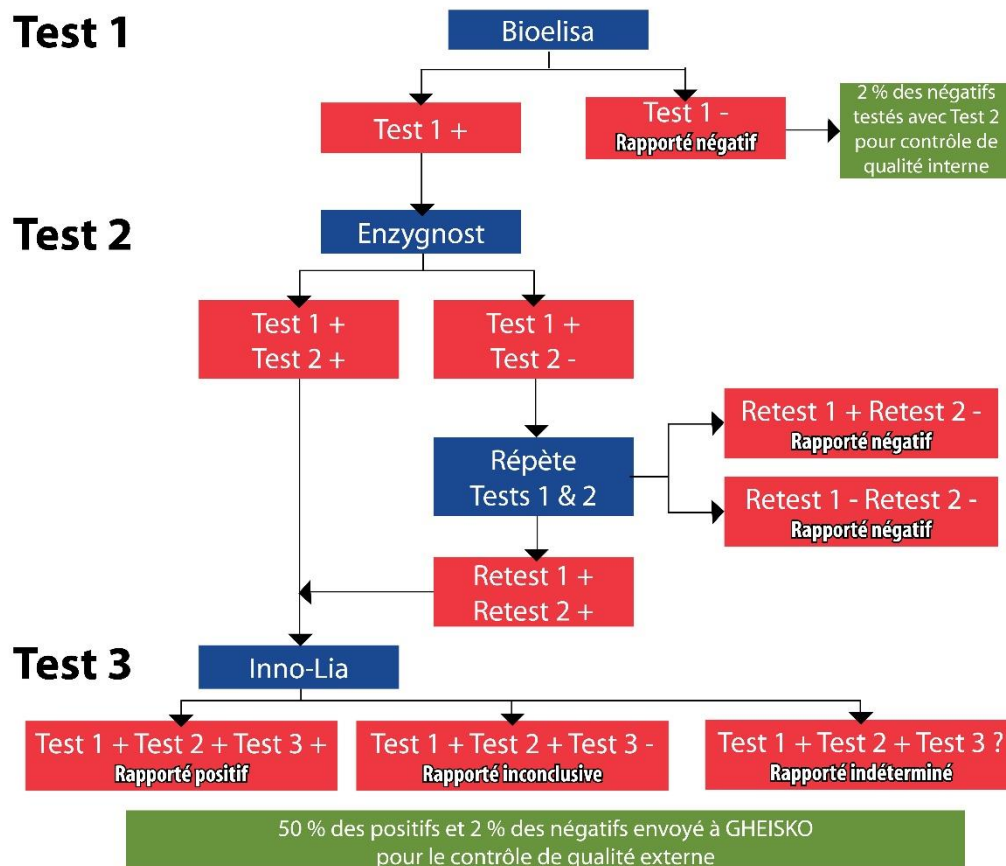 Test 1
Bioelisa
Test 1 +
Test 1 -
Rapporté négatif
2 % des négatifs
testés avec Test 2
pour contrôle de
qualité interne
Test 2
Enzygnost
Test 1 +
Test 2 +
Test 1 +
Test 2 -
Répète
Tests 1 & 2
Retest 1 + Retest 2 -
Rapporté négatif
Retest 1 - Retest 2 -
Rapporté négatif
Retest 1 +
Retest 2 +
Test 3
Inno-Lia
Test 1 + Test 2 + Test 3 +
Rapporté positif
Test 1 + Test 2 + Test 3 -
Rapporté inconclusive
Test 1 + Test 2 + Test 3 ?
Rapporté indéterminé
50 % des positifs et 2 % des négatifs envoyé à GHEISKO
pour le contrôle de qualité externe